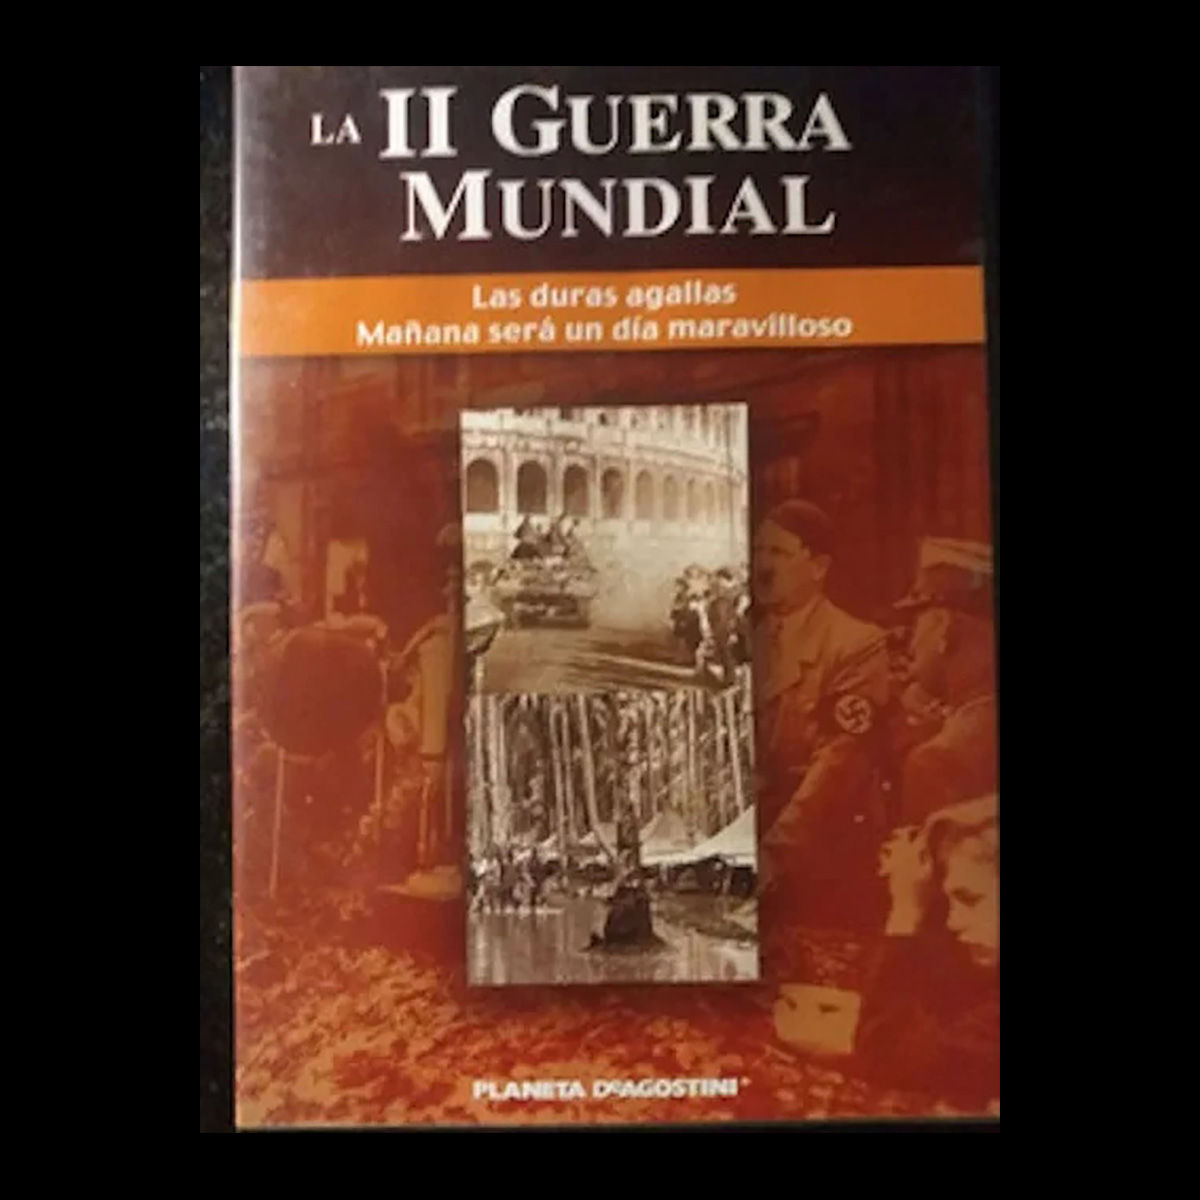 LA II GUERRA
MUNDIAL
Las duras agallas
Mañana será un día maravilloso
PLANETA DEAGOSTINI